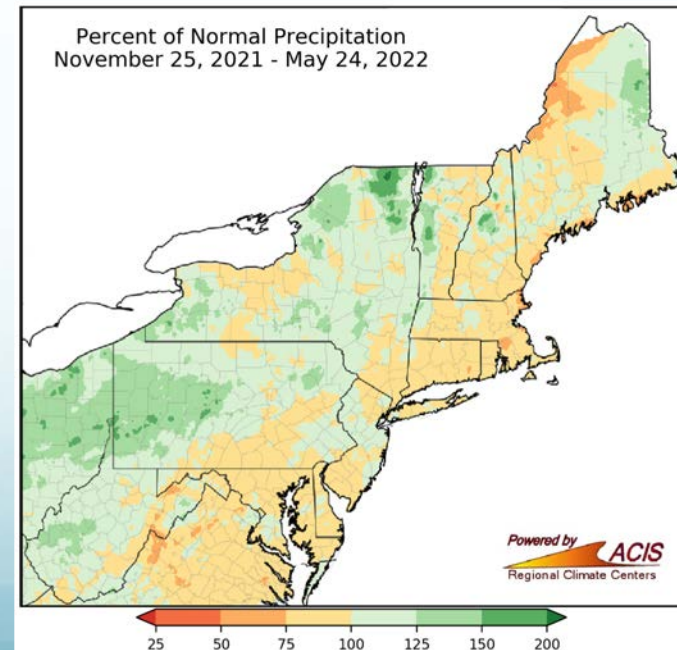 Percent of Normal Precipitation
November 25, 2021 - May 24, 2022
Powered by
ACIS
Regional Climate Centers
25 50 75 100 125 150 200